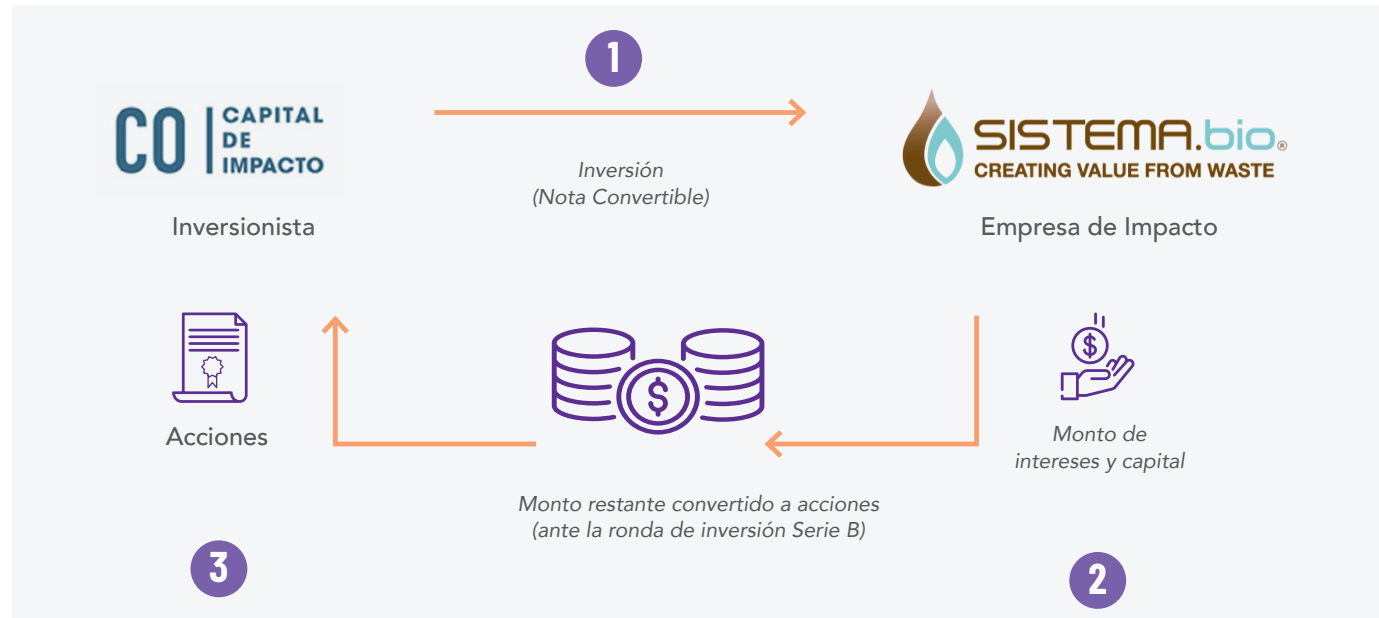 1
CO
CAPITAL
DE
IMPACTO
SISTEMA.bio®
CREATING VALUE FROM WASTE
Inversión
(Nota Convertible)
Inversionista
Empresa de Impacto
$
$
Acciones
Monto de
intereses y capital
Monto restante convertido a acciones
(ante la ronda de inversión Serie B)
3
2